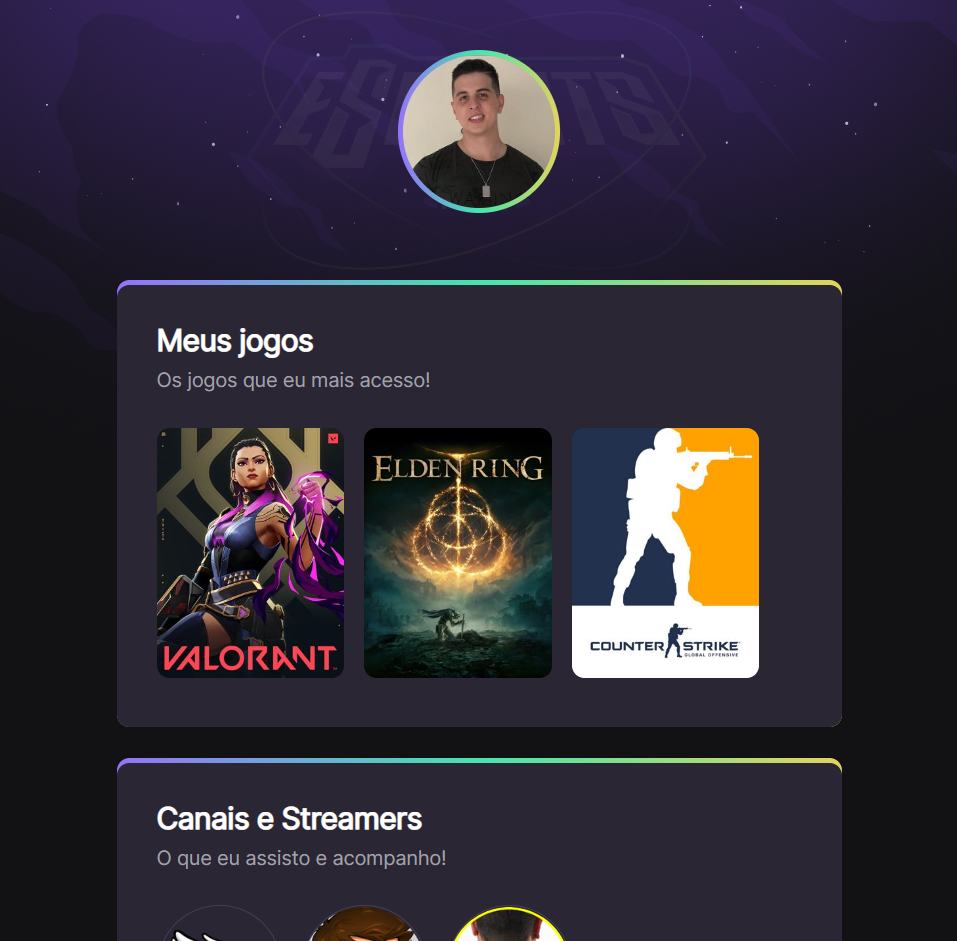 ESPORTS
Meus jogos
Os jogos que eu mais acesso!
VALORANT
ELDEN RING
COUNTER STRIKE
GLOBAL OFFENSIVE
Canais e Streamers
O que eu assisto e acompanho!